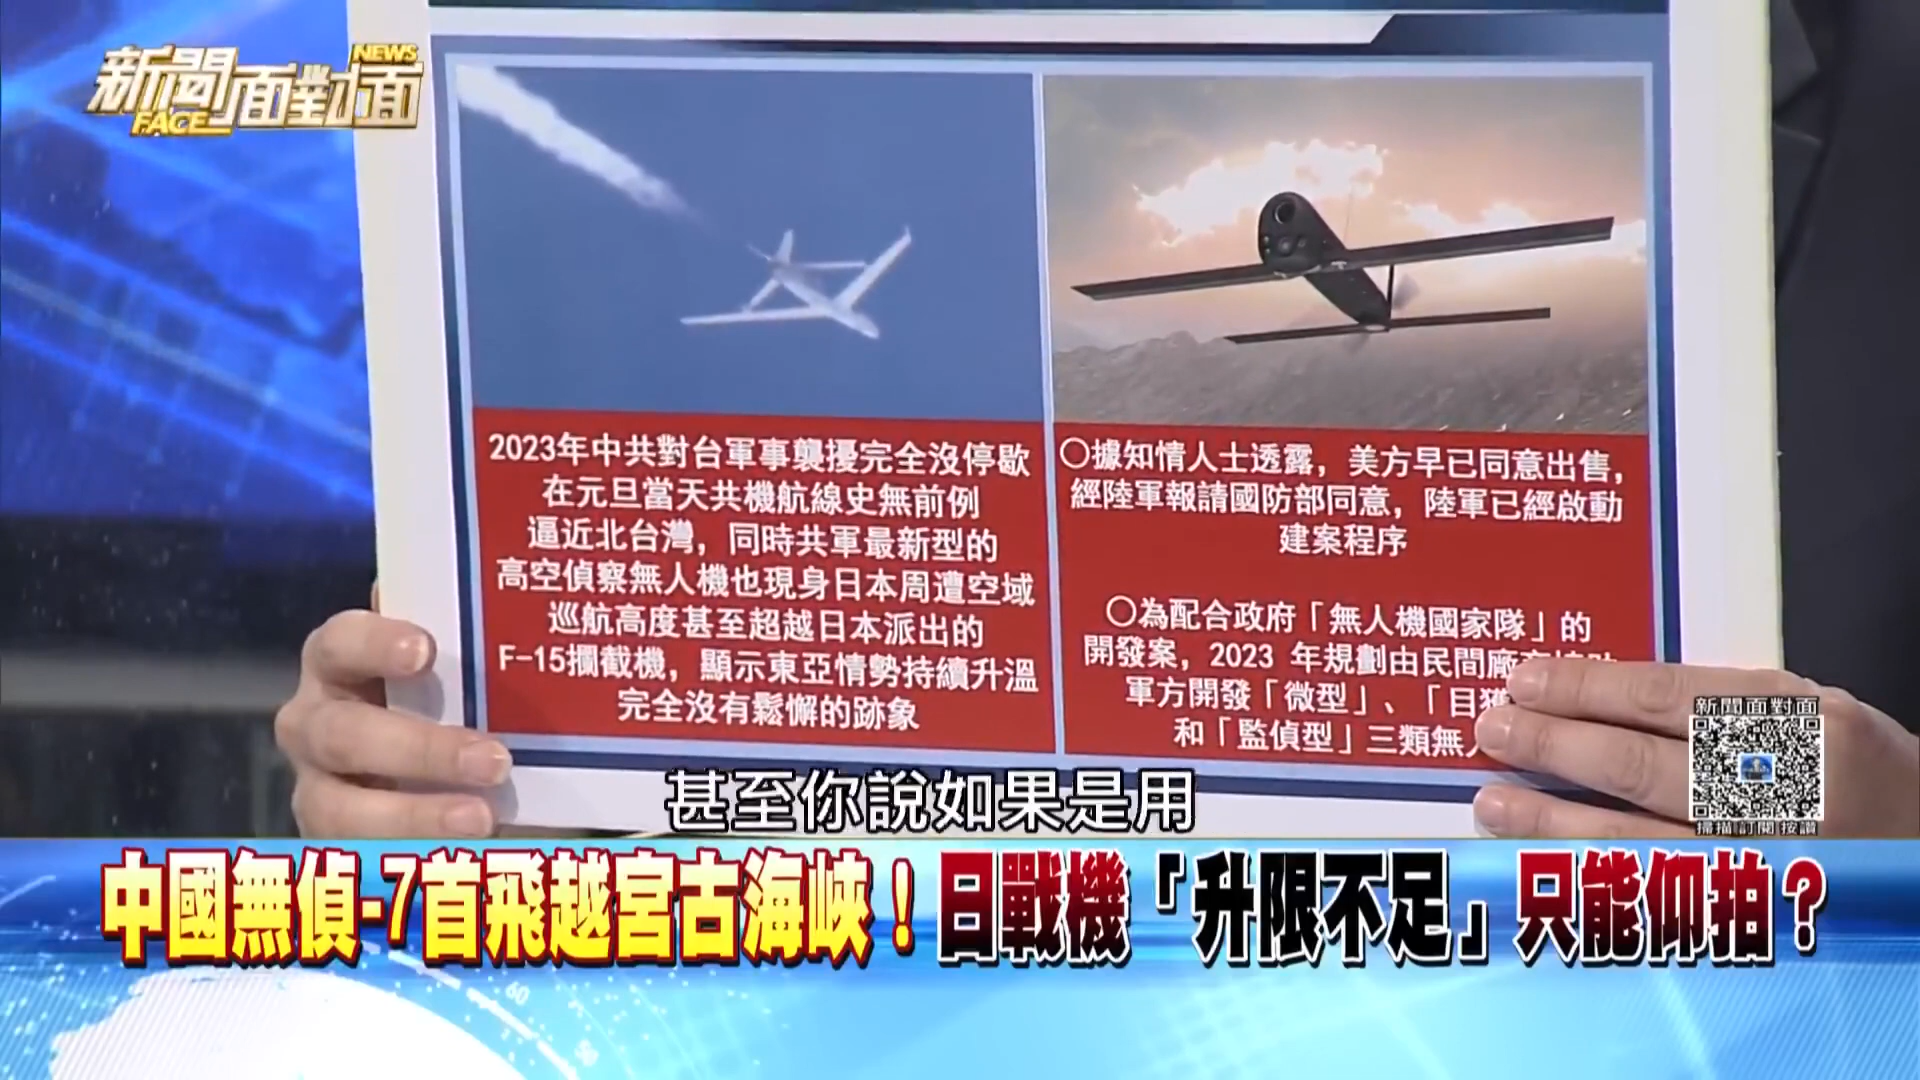 新聞面對面
NEWS
FACE
2023年中共對台軍事襲擾完全沒停歇
在元旦當天共機航線史無前例
逼近北台灣，同時共軍最新型的
高空偵察無人機也現身日本周遭空域
巡航高度甚至超越日本派出的
F-15攔截機，顯示東亞情勢持續升溫
完全沒有鬆懈的跡象
○據知情人士透露，美方早已同意出售，
經陸軍報請國防部同意，陸軍已經啟動
建案程序
○為配合政府「無人機國家隊」的
開發案，2023 年規劃由民間廠
軍方開發「微型」、「目獲
和「監偵型」三類無人
新聞面對面
掃描訂閱按讚
甚至你說如果是用
中國無偵-7首飛越宮古海峽！日戰機「升限不足」只能仰拍？
60